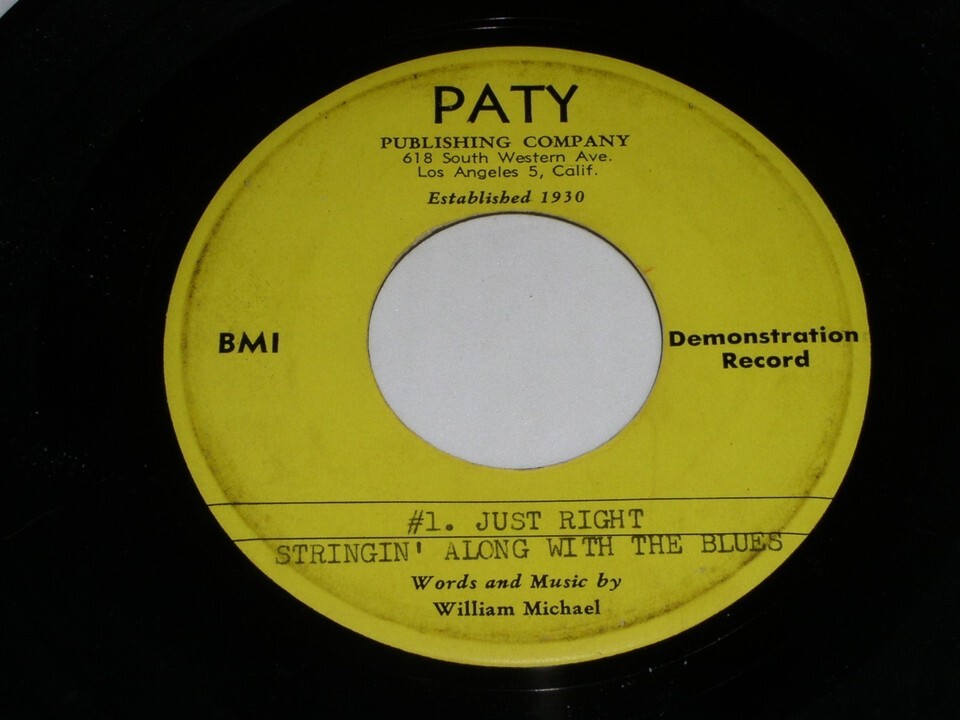 PATY
PUBLISHING COMPANY
618 South Western Ave.
Los Angeles 5, Calif.
Established 1930
BMI
Demonstration
Record
#1. JUST RIGHT
STRINGIN' ALONG WITH THE BLUES
Words and Music by
William Michael